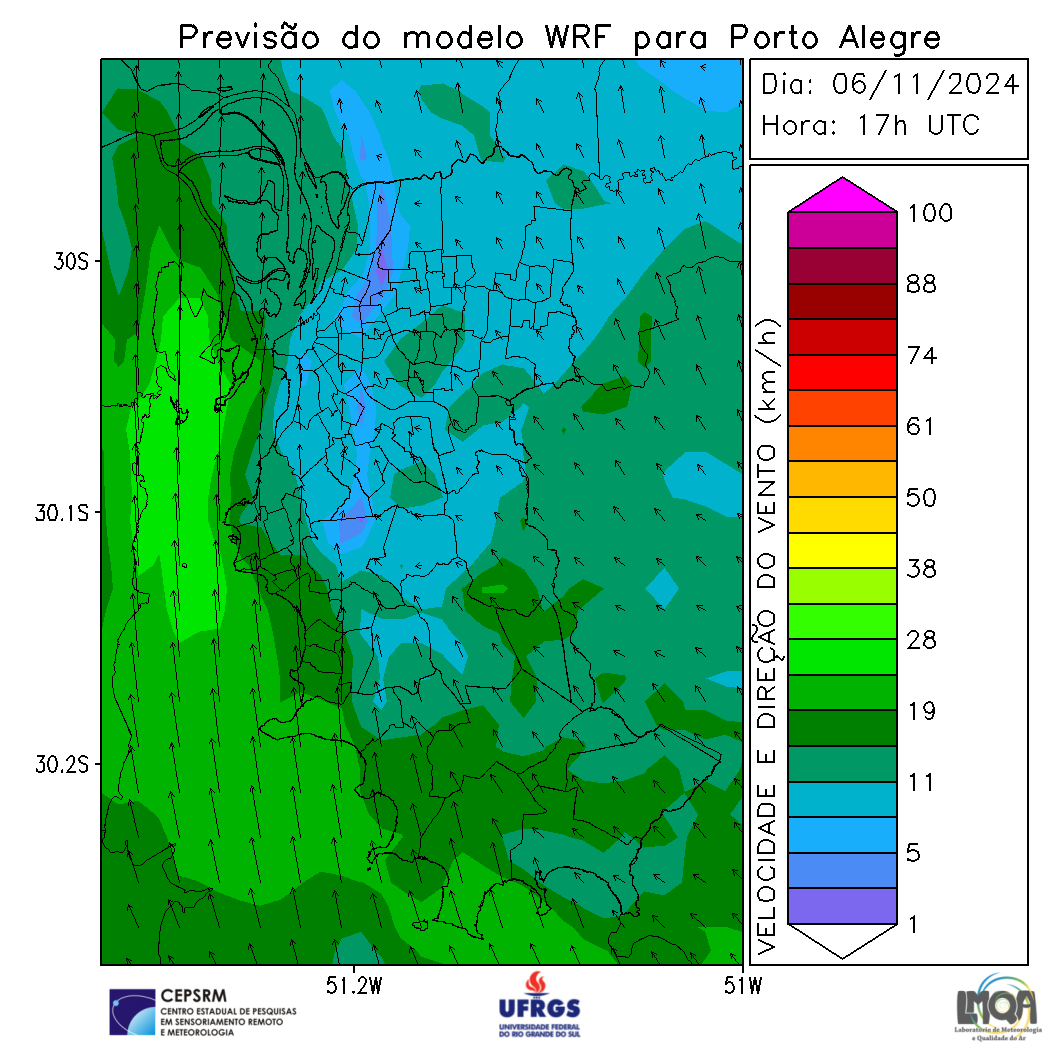 Previsão do modelo WRF para Porto Alegre
Dia: 06/11/2024
Hora: 17h UTC
30S
30.1S
30.2S
51.2W
51W
VELOCIDADE E DIREÇÃO DO VENTO (km/h)
100
88
74
61
50
38
28
19
11
5
1
CEPSRM
CENTRO ESTADUAL DE PESQUISAS
EM SENSORIAMENTO REMOTO
E METEOROLOGIA
UFRGS
UNIVERSIDADE FEDERAL
DO RIO GRANDE DO SUL
LMQA
Laboratório de Meteorologia
e Qualidade do Ar